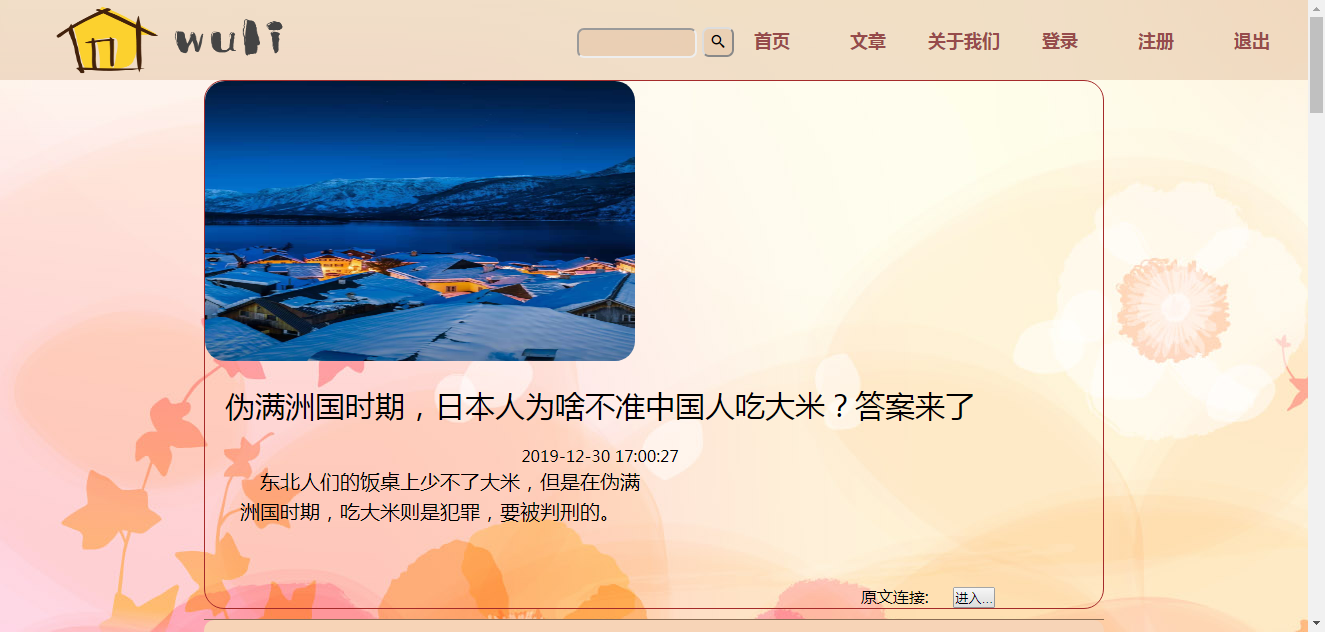 wuli
首页
文章
关于我们
登录
注册
退出
伪满洲国时期，日本人为啥不准中国人吃大米？答案来了
2019-12-30 17:00:27
东北人们的饭桌上少不了大米，但是在伪满
洲国时期，吃大米则是犯罪，要被判刑的。
原文连接:
进入...